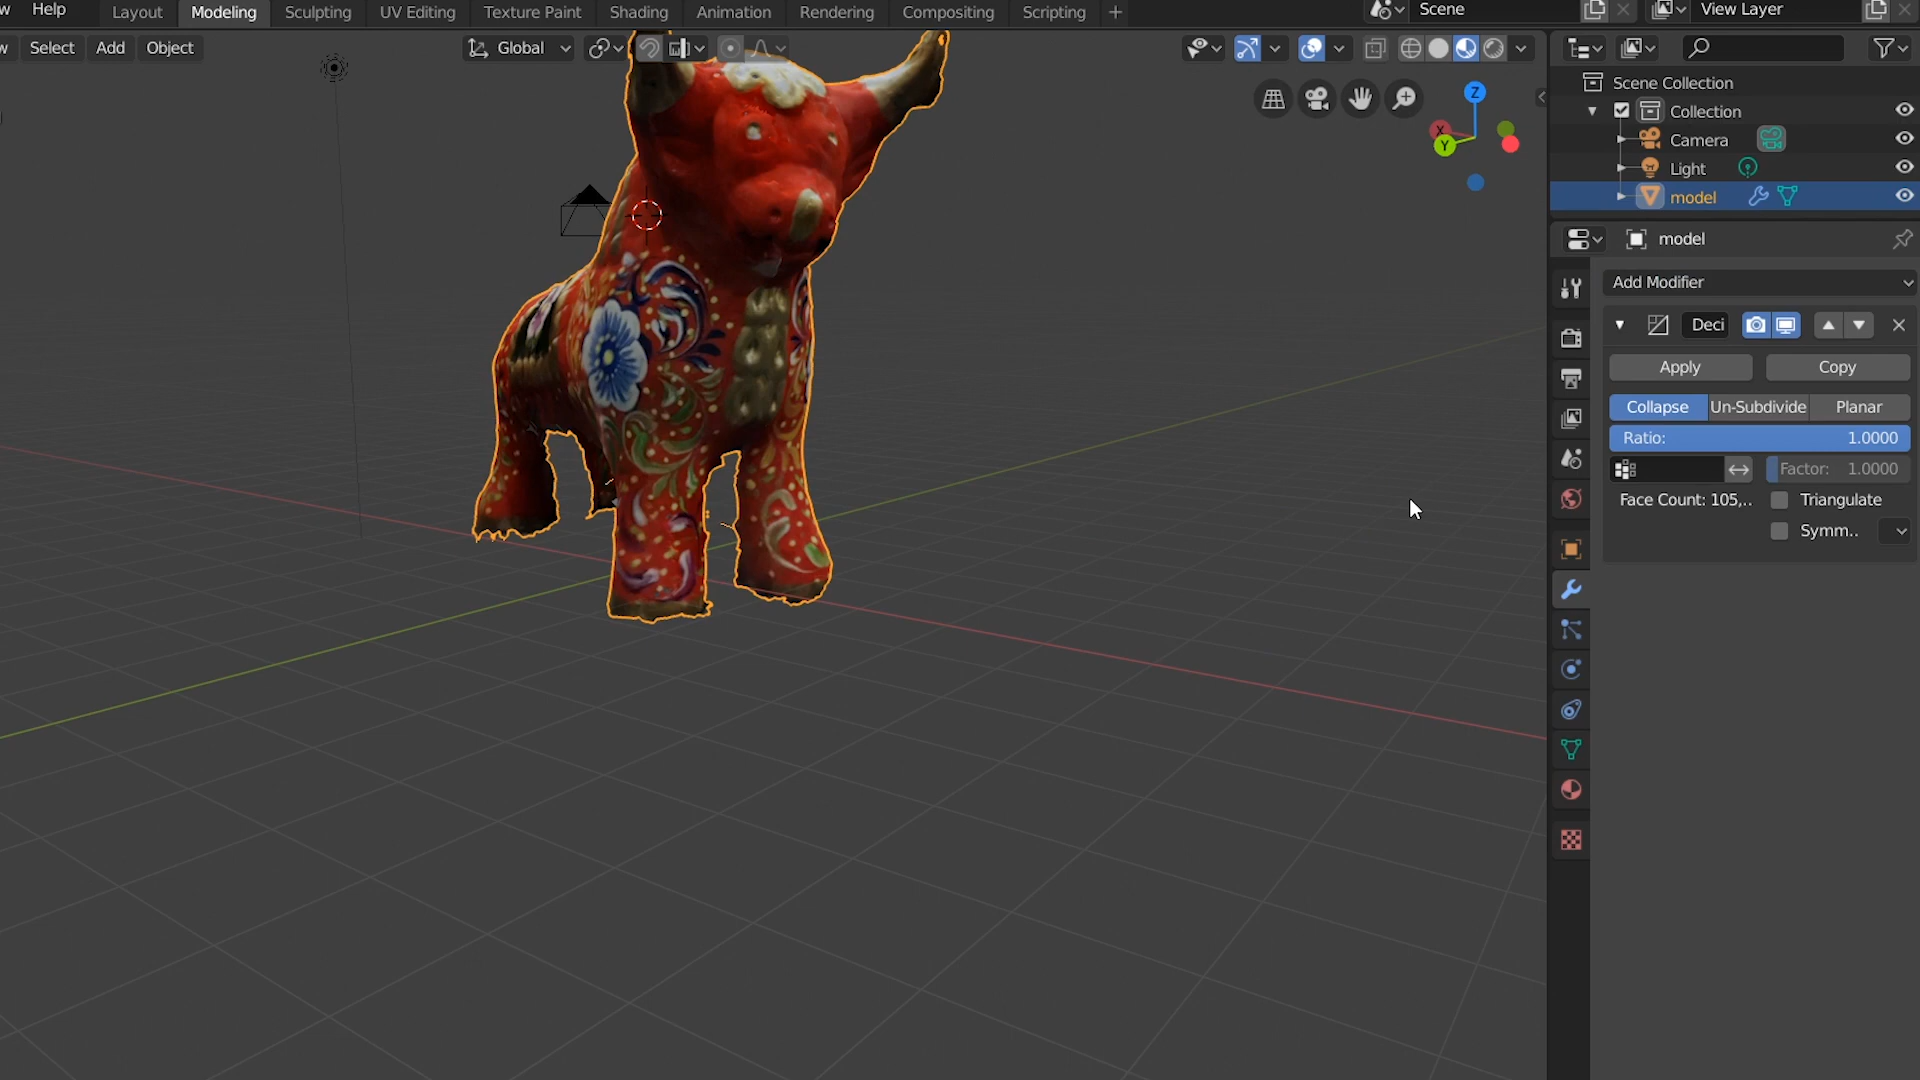 w Help Layout Modeling Sculpting UV Editing Texture Paint Shading Animation Rendering Compositing Scripting + Scene View Layer
w Select Add Object Global
Scene Collection
Collection
Camera
Light
model
Z
X
Y
model
Add Modifier
Deci
Apply Copy
Collapse Un-Subdivide Planar
Ratio: 1.0000
Factor: 1.0000
Face Count: 105,.. Triangulate
Symm..